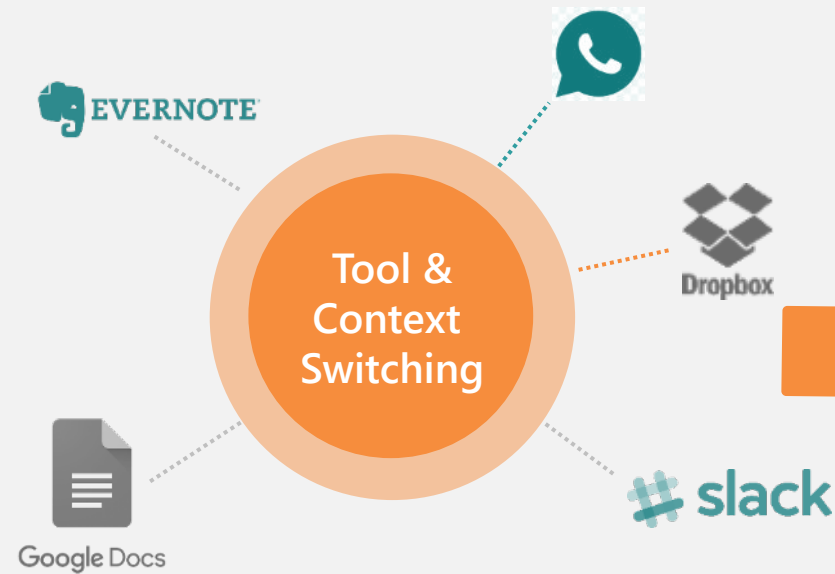 EVERNOTE
Tool &
Context
Switching
Dropbox
slack
Google Docs